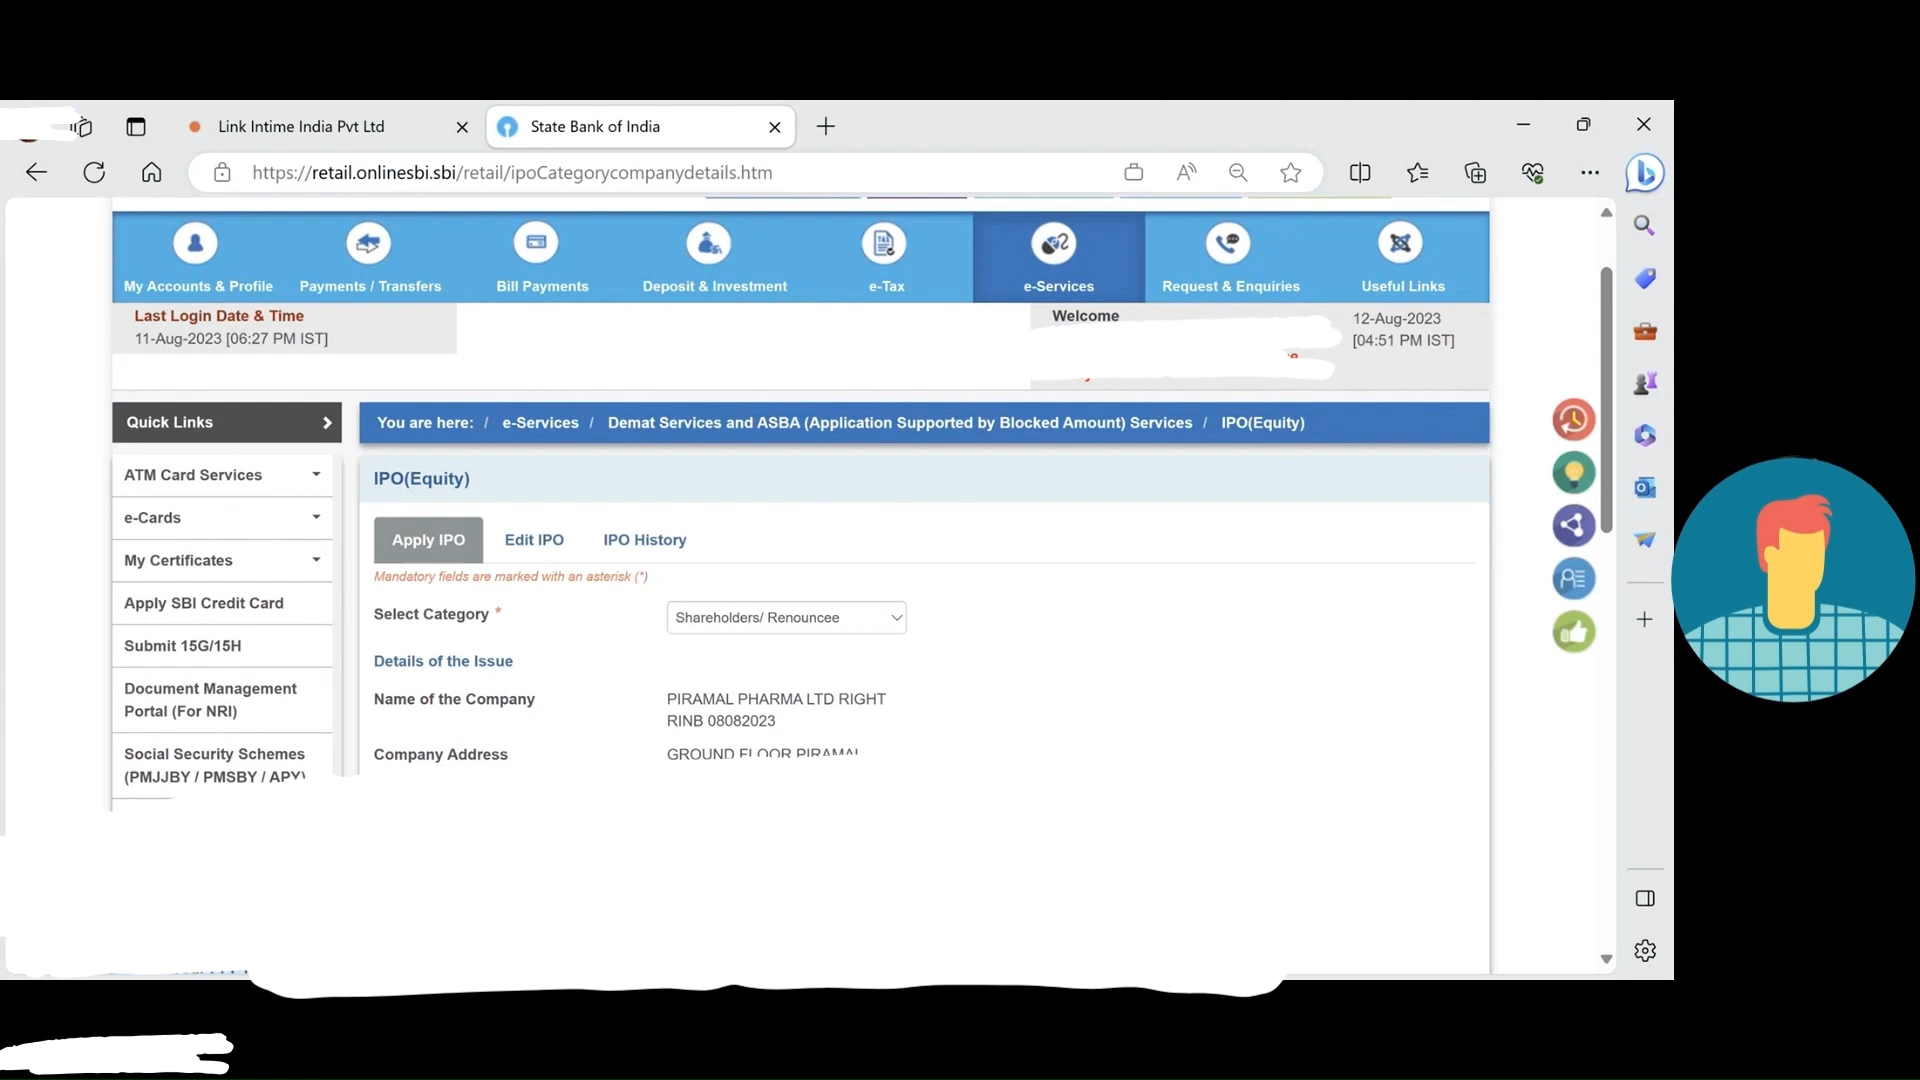 Link Intime India Pvt Ltd
State Bank of India
https://retail.onlinesbi.sbi/retail/ipoCategorycompanydetails.htm
My Accounts & Profile
Payments / Transfers
Bill Payments
Deposit & Investment
e-Tax
e-Services
Request & Enquiries
Useful Links
Last Login Date & Time
11-Aug-2023 [06:27 PM IST]
Welcome
12-Aug-2023
[04:51 PM IST]
Quick Links
You are here: / e-Services / Demat Services and ASBA (Application Supported by Blocked Amount) Services / IPO(Equity)
ATM Card Services
e-Cards
My Certificates
Apply SBI Credit Card
Submit 15G/15H
Document Management
Portal (For NRI)
Social Security Schemes
(PMJJBY / PMSBY / APY)
IPO(Equity)
Apply IPO
Edit IPO
IPO History
Mandatory fields are marked with an asterisk (*)
Select Category *
Shareholders/ Renouncee
Details of the Issue
Name of the Company
PIRAMAL PHARMA LTD RIGHT
RINB 08082023
Company Address
GROUND FLOOR PIRAMAL